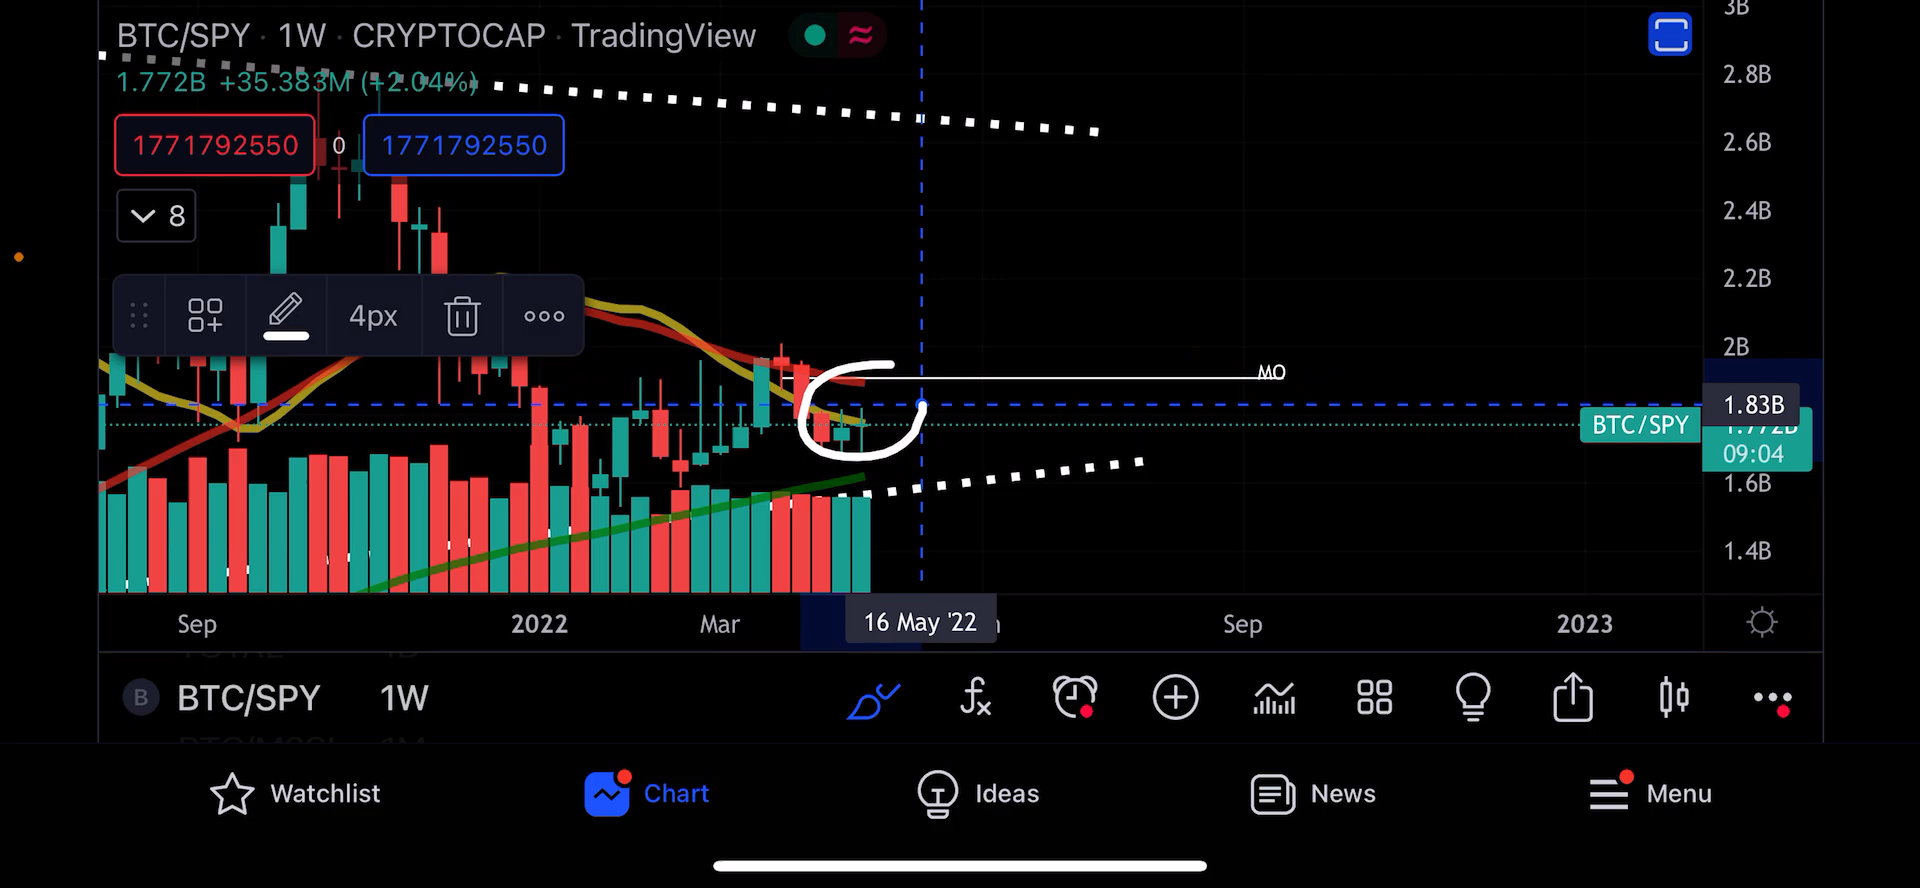 BTC/SPY · 1W · CRYPTOCAP · TradingView
3B
1.772B +35.383M (+2.04%)
2.8B
1771792550 0 1771792550
2.6B
8
2.4B
2.2B
4px
2B
MO
1.83B
BTC/SPY 1.772B
09:04
1.6B
1.4B
Sep 2022 Mar 16 May '22 Sep 2023
B BTC/SPY 1W
Watchlist Chart Ideas News Menu